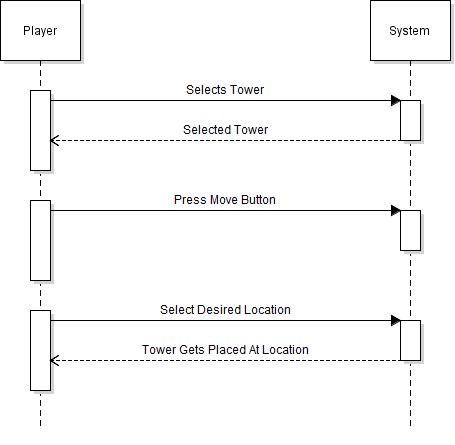 Player
System
Selects Tower
Selected Tower
Press Move Button
Select Desired Location
Tower Gets Placed At Location